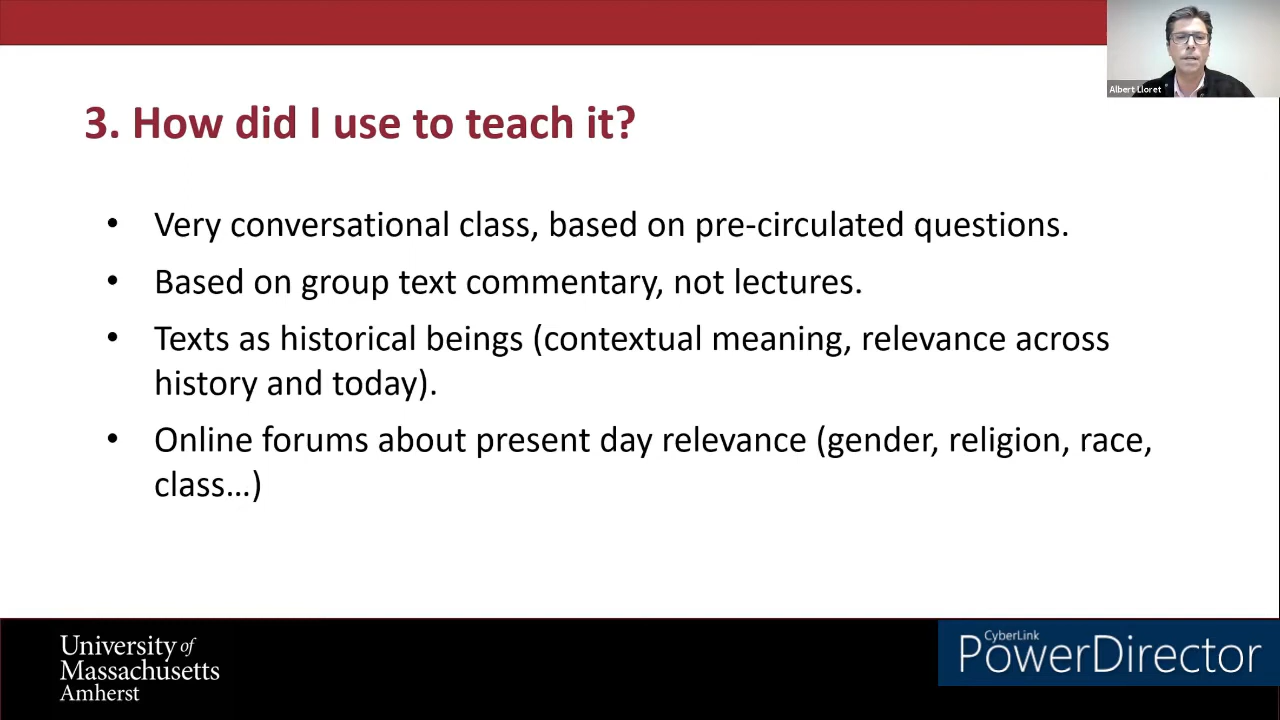 Albert Lloret
3. How did I use to teach it?
• Very conversational class, based on pre-circulated questions.
• Based on group text commentary, not lectures.
• Texts as historical beings (contextual meaning, relevance across
history and today).
• Online forums about present day relevance (gender, religion, race,
class…)
University of
Massachusetts
Amherst
CyberLink
PowerDirector